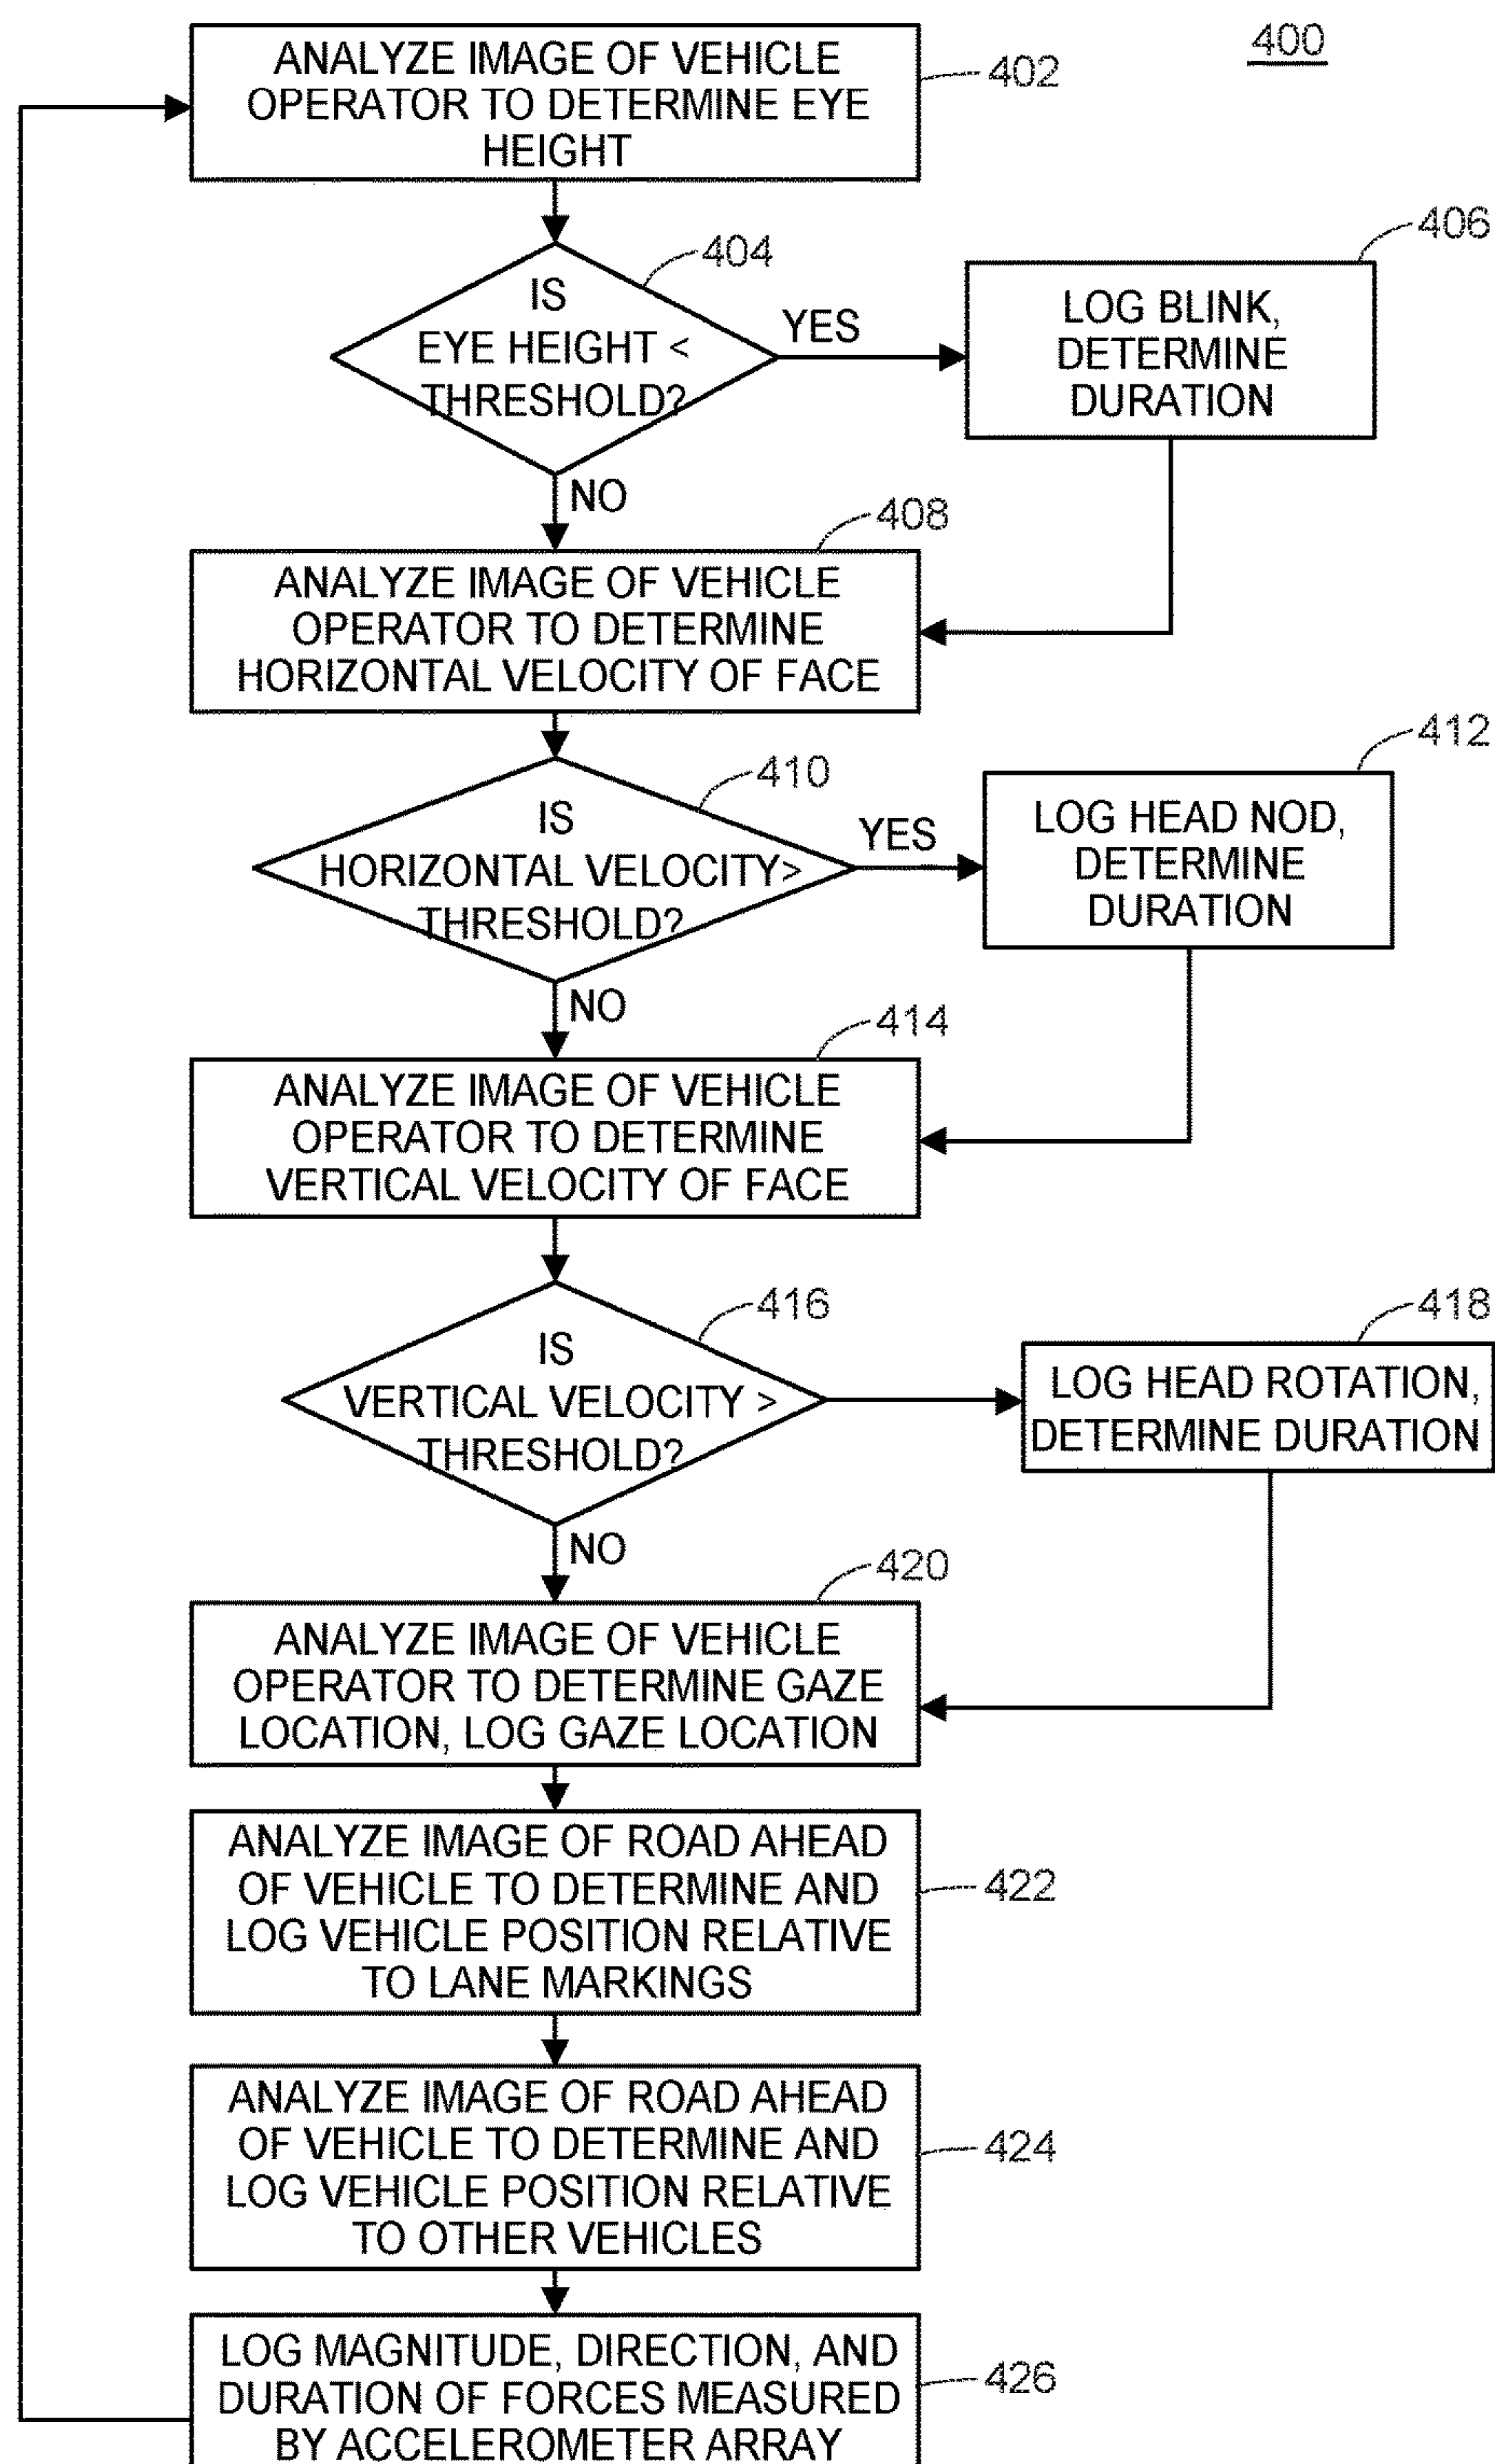 400
ANALYZE IMAGE OF VEHICLE
OPERATOR TO DETERMINE EYE
HEIGHT
402
404
IS
EYE HEIGHT <
THRESHOLD?
YES
406
LOG BLINK,
DETERMINE
DURATION
NO
408
ANALYZE IMAGE OF VEHICLE
OPERATOR TO DETERMINE
HORIZONTAL VELOCITY OF FACE
410
IS
HORIZONTAL VELOCITY>
THRESHOLD?
YES
412
LOG HEAD NOD,
DETERMINE
DURATION
NO
414
ANALYZE IMAGE OF VEHICLE
OPERATOR TO DETERMINE
VERTICAL VELOCITY OF FACE
416
IS
VERTICAL VELOCITY >
THRESHOLD?
418
LOG HEAD ROTATION,
DETERMINE DURATION
NO
420
ANALYZE IMAGE OF VEHICLE
OPERATOR TO DETERMINE GAZE
LOCATION, LOG GAZE LOCATION
ANALYZE IMAGE OF ROAD AHEAD
OF VEHICLE TO DETERMINE AND
LOG VEHICLE POSITION RELATIVE
TO LANE MARKINGS
422
ANALYZE IMAGE OF ROAD AHEAD
OF VEHICLE TO DETERMINE AND
LOG VEHICLE POSITION RELATIVE
TO OTHER VEHICLES
424
LOG MAGNITUDE, DIRECTION, AND
DURATION OF FORCES MEASURED
BY ACCELEROMETER ARRAY
426